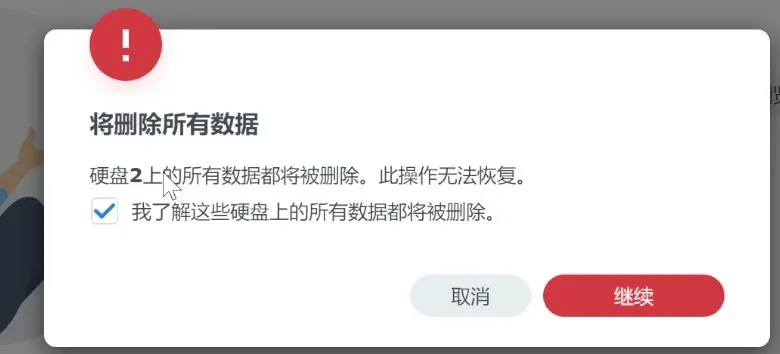 将删除所有数据
硬盘2上的所有数据都将被删除。此操作无法恢复。
我了解这些硬盘上的所有数据都将被删除。
取消
继续